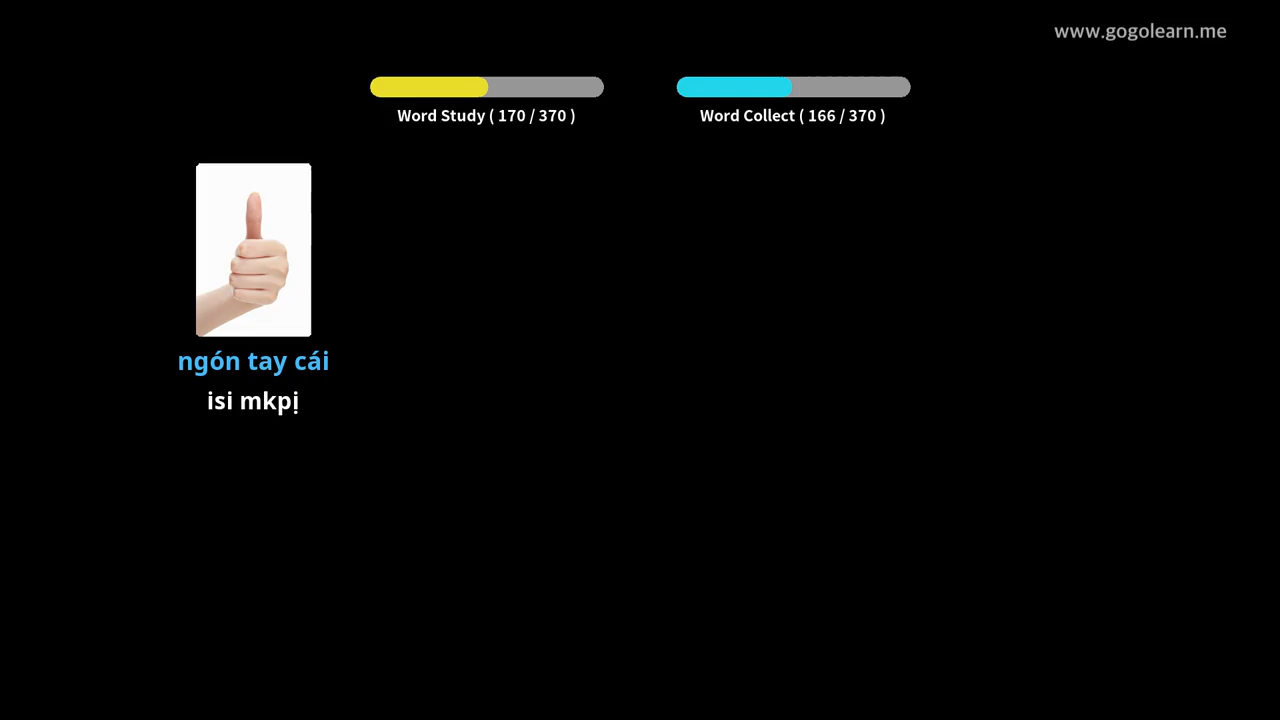 www.gogolearn.me
Word Study ( 170 / 370 )
Word Collect ( 166 / 370 )
ngón tay cái
isi mkpị